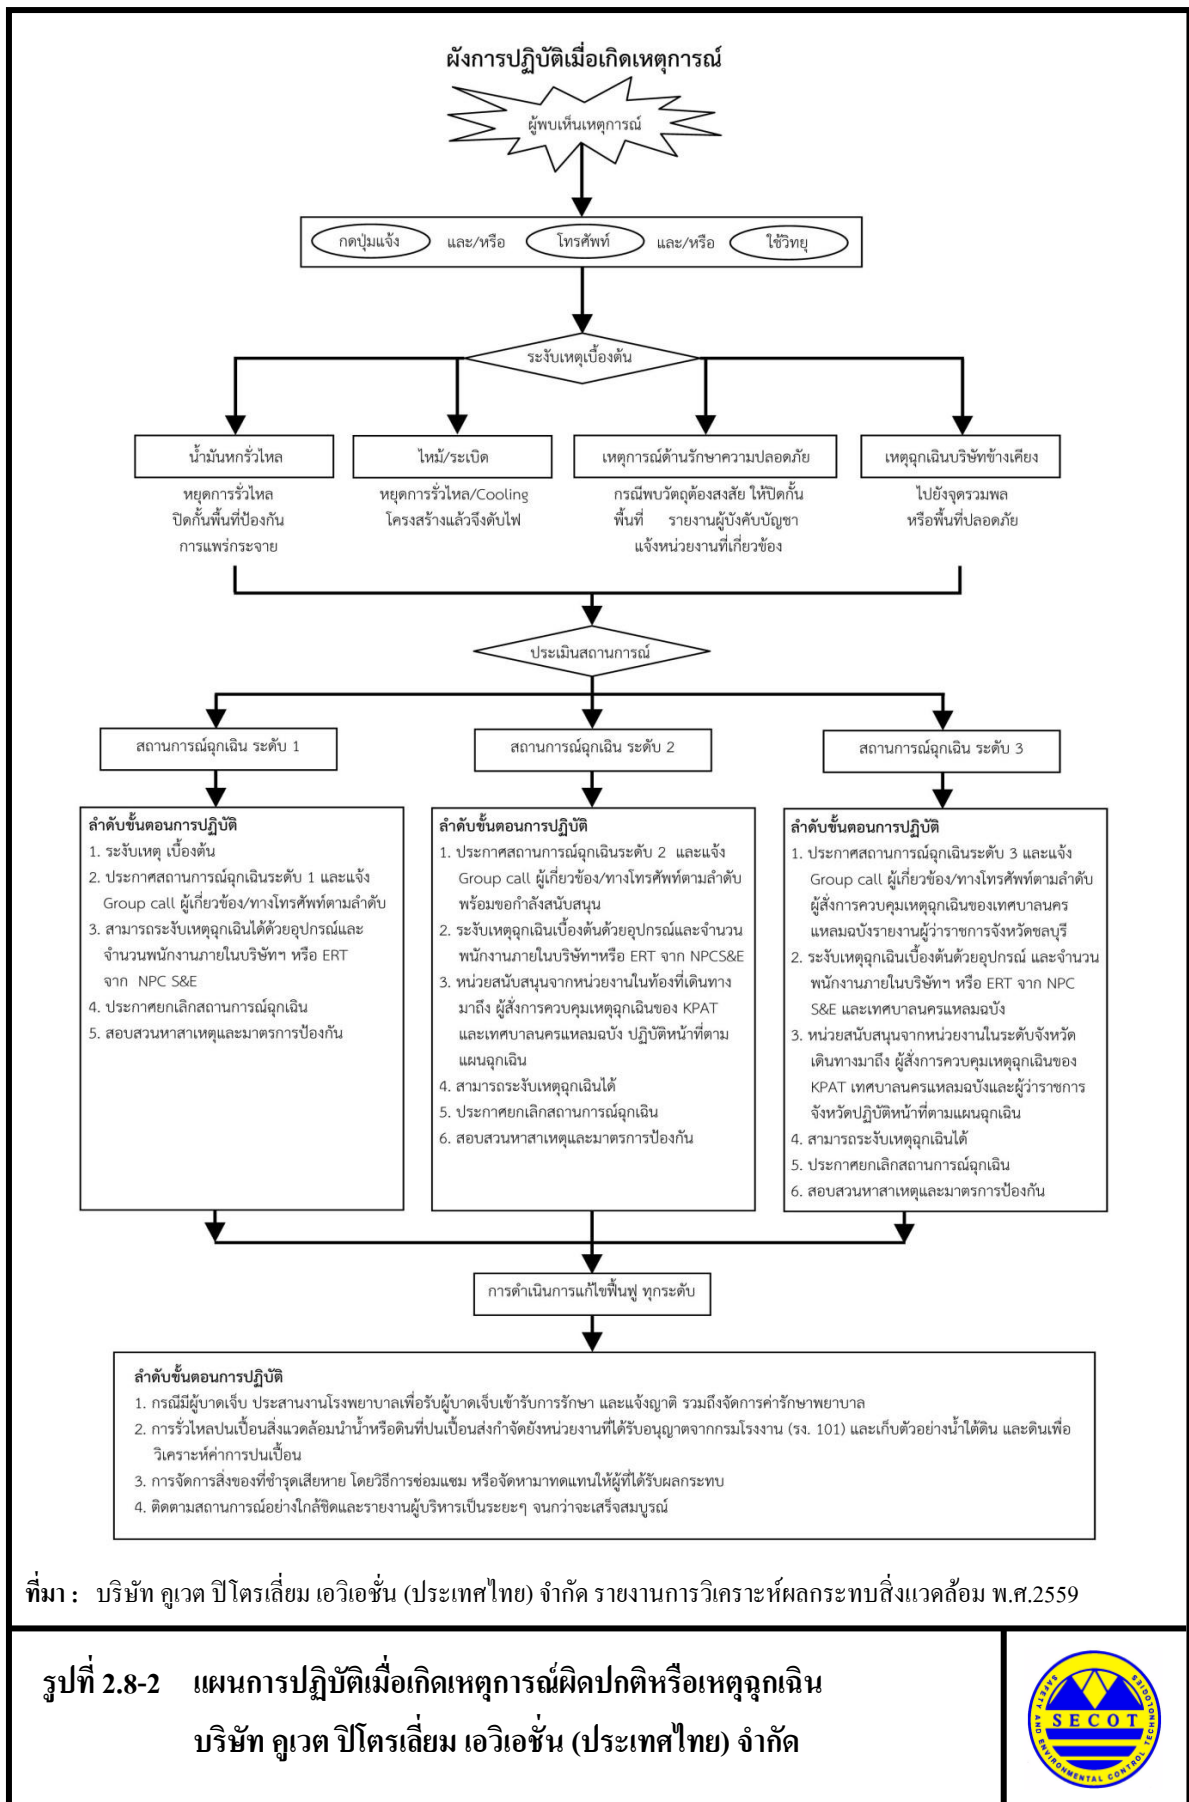 ผังการปฏิบัติเมื่อเกิดเหตุการณ์
ผู้พบเห็นเหตุการณ์
กดปุ่มแจ้ง และ/หรือ โทรศัพท์ และ/หรือ ใช้วิทยุ
ระงับเหตุเบื้องต้น
น้ำมันหกรั่วไหล
หยุดการรั่วไหล
ปิดกั้นพื้นที่ป้องกัน
การแพร่กระจาย
ไหม้/ระเบิด
หยุดการรั่วไหล/Cooling
โครงสร้างแล้วจึงดับไฟ
เหตุการณ์ด้านรักษาความปลอดภัย
กรณีพบวัตถุต้องสงสัย ให้ปิดกั้น
พื้นที่ รายงานผู้บังคับบัญชา
แจ้งหน่วยงานที่เกี่ยวข้อง
เหตุฉุกเฉินบริษัทข้างเคียง
ไปยังจุดรวมพล
หรือพื้นที่ปลอดภัย
ประเมินสถานการณ์
สถานการณ์ฉุกเฉิน ระดับ 1
ลำดับขั้นตอนการปฏิบัติ
1. ระงับเหตุ เบื้องต้น
2. ประกาศสถานการณ์ฉุกเฉินระดับ 1 และแจ้ง
Group call ผู้เกี่ยวข้อง/ทางโทรศัพท์ตามลำดับ
3. สามารถระงับเหตุฉุกเฉินได้ด้วยอุปกรณ์และ
จำนวนพนักงานภายในบริษัทฯ หรือ ERT
จาก NPC S&E
4. ประกาศยกเลิกสถานการณ์ฉุกเฉิน
5. สอบสวนหาสาเหตุและมาตรการป้องกัน
สถานการณ์ฉุกเฉิน ระดับ 2
ลำดับขั้นตอนการปฏิบัติ
1. ประกาศสถานการณ์ฉุกเฉินระดับ 2 และแจ้ง
Group call ผู้เกี่ยวข้อง/ทางโทรศัพท์ตามลำดับ
พร้อมขอกำลังสนับสนุน
2. ระงับเหตุฉุกเฉินเบื้องต้นด้วยอุปกรณ์และจำนวน
พนักงานภายในบริษัทฯหรือ ERT จาก NPCS&E
3. หน่วยสนับสนุนจากหน่วยงานในท้องที่เดินทาง
มาถึง ผู้สั่งการควบคุมเหตุฉุกเฉินของ KPAT
และเทศบาลนครแหลมฉบัง ปฏิบัติหน้าที่ตาม
แผนฉุกเฉิน
4. สามารถระงับเหตุฉุกเฉินได้
5. ประกาศยกเลิกสถานการณ์ฉุกเฉิน
6. สอบสวนหาสาเหตุและมาตรการป้องกัน
สถานการณ์ฉุกเฉิน ระดับ 3
ลำดับขั้นตอนการปฏิบัติ
1. ประกาศสถานการณ์ฉุกเฉินระดับ 3 และแจ้ง
Group call ผู้เกี่ยวข้อง/ทางโทรศัพท์ตามลำดับ
ผู้สั่งการควบคุมเหตุฉุกเฉินของเทศบาลนคร
แหลมฉบังรายงานผู้ว่าราชการจังหวัดชลบุรี
2. ระงับเหตุฉุกเฉินเบื้องต้นด้วยอุปกรณ์ และจำนวน
พนักงานภายในบริษัทฯ หรือ ERT จาก NPC
S&E และเทศบาลนครแหลมฉบัง
3. หน่วยสนับสนุนจากหน่วยงานในระดับจังหวัด
เดินทางมาถึง ผู้สั่งการควบคุมเหตุฉุกเฉินของ
KPAT เทศบาลนครแหลมฉบังและผู้ว่าราชการ
จังหวัดปฏิบัติหน้าที่ตามแผนฉุกเฉิน
4. สามารถระงับเหตุฉุกเฉินได้
5. ประกาศยกเลิกสถานการณ์ฉุกเฉิน
6. สอบสวนหาสาเหตุและมาตรการป้องกัน
การดำเนินการแก้ไขฟื้นฟู ทุกระดับ
ลำดับขั้นตอนการปฏิบัติ
1. กรณีมีผู้บาดเจ็บ ประสานงานโรงพยาบาลเพื่อรับผู้บาดเจ็บเข้ารับการรักษา และแจ้งญาติ รวมถึงจัดการค่ารักษาพยาบาล
2. การรั่วไหลปนเปื้อนสิ่งแวดล้อมนำน้ำหรือดินที่ปนเปื้อนส่งกำจัดยังหน่วยงานที่ได้รับอนุญาตจากกรมโรงงาน (รง. 101) และเก็บตัวอย่างน้ำใต้ดิน และดินเพื่อ
วิเคราะห์ค่าการปนเปื้อน
3. การจัดการสิ่งของที่ชำรุดเสียหาย โดยวิธีการซ่อมแซม หรือจัดหามาทดแทนให้ผู้ที่ได้รับผลกระทบ
4. ติดตามสถานการณ์อย่างใกล้ชิดและรายงานผู้บริหารเป็นระยะๆ จนกว่าจะเสร็จสมบูรณ์
ที่มา : บริษัท คูเวต ปิโตรเลี่ยม เอวิเอชั่น (ประเทศไทย) จำกัด รายงานการวิเคราะห์ผลกระทบสิ่งแวดล้อม พ.ศ.2559
รูปที่ 2.8-2 แผนการปฏิบัติเมื่อเกิดเหตุการณ์ผิดปกติหรือเหตุฉุกเฉิน
บริษัท คูเวต ปิโตรเลี่ยม เอวิเอชั่น (ประเทศไทย) จำกัด
SECOT
SAFETY AND ENVIRONMENTAL CONTROL TECHNOLOGIES